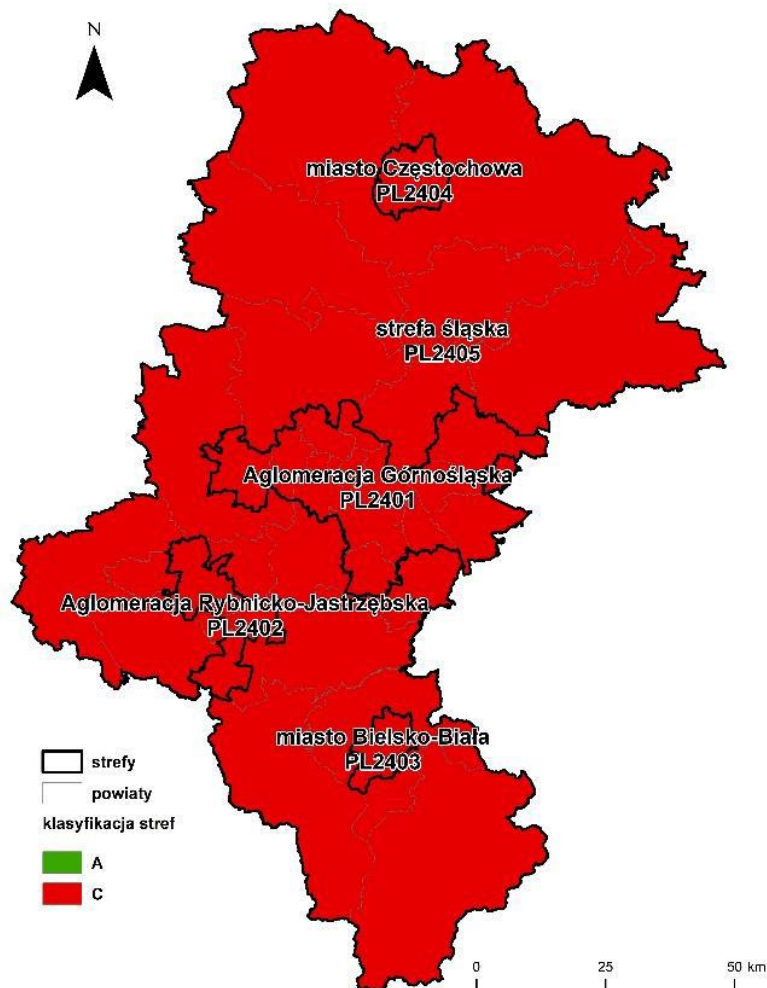 N
miasto Częstochowa
PL2404
strefa śląska
PL2405
Aglomeracja Górnośląska
PL2401
Aglomeracja Rybnicko-Jastrzębska
PL2402
miasto Bielsko-Biała
PL2403
strefy
powiaty
klasyfikacja stref
A
C
0 25 50 km